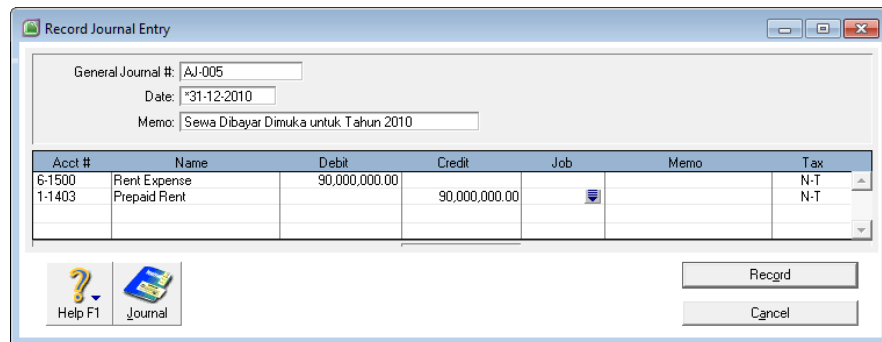 Record Journal Entry
General Journal #: AJ-005
Date: *31-12-2010
Memo: Sewa Dibayar Dimuka untuk Tahun 2010
Acct # Name Debit Credit Job Memo Tax
6-1500 Rent Expense 90,000,000.00 N-T
1-1403 Prepaid Rent 90,000,000.00 N-T
Help F1 Journal
Record
Cancel